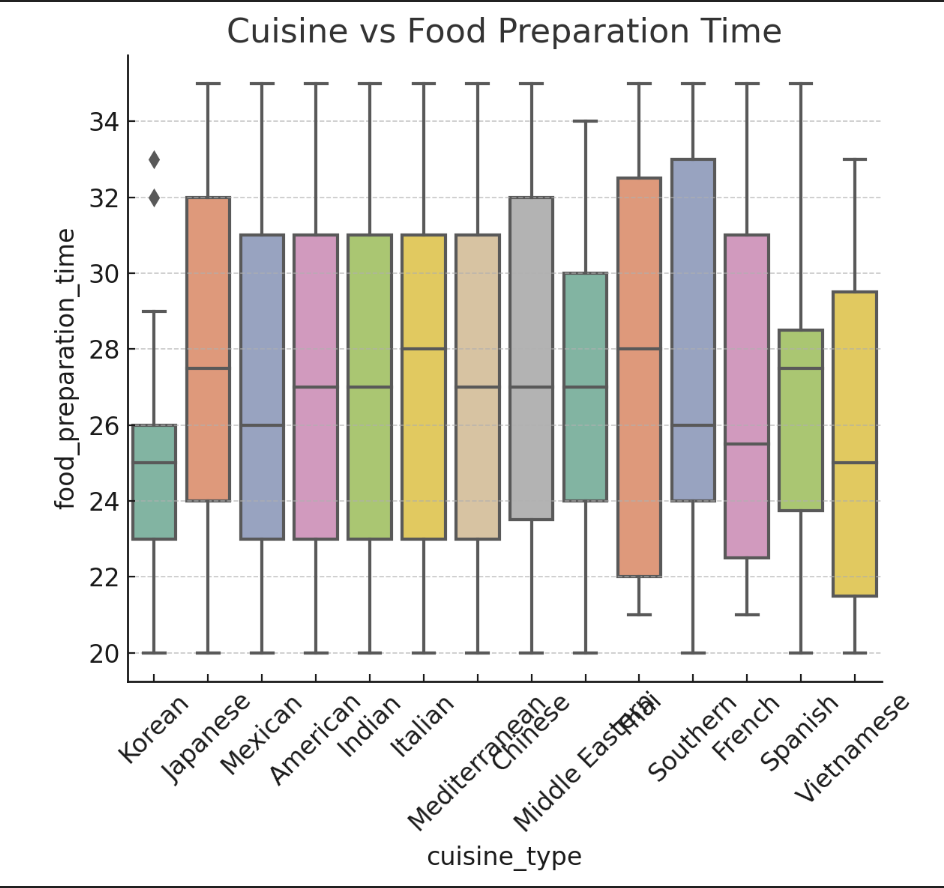 Cuisine vs Food Preparation Time
food_preparation_time
34
32
30
28
26
24
22
20
Korean
Japanese
Mexican
American
Indian
Italian
Mediterranean
Chinese
Middle Eastern
Thai
Southern
French
Spanish
Vietnamese
cuisine_type